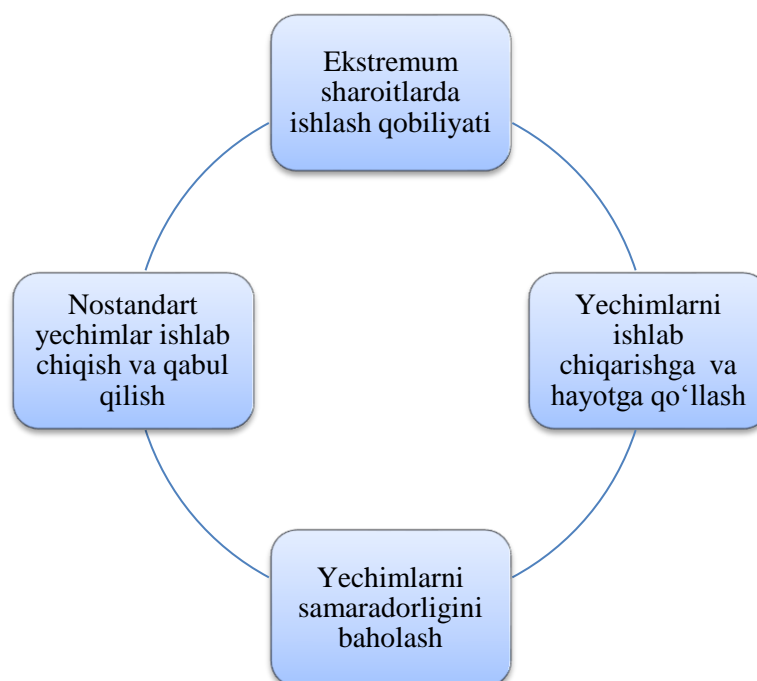 Ekstremum
sharoitlarda
ishlash qobiliyati
Nostandart
yechimlar ishlab
chiqish va qabul
qilish
Yechimlarni
ishlab
chiqarishga va
hayotga qo‘llash
Yechimlarni
samaradorligini
baholash